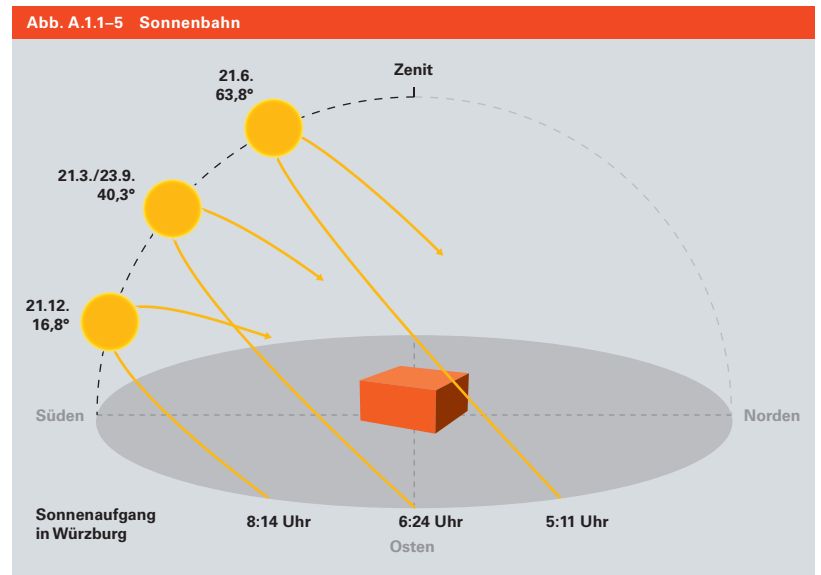 Abb. A.1.1–5   Sonnenbahn
Zenit
21.6.
63,8°
21.3./23.9.
40,3°
21.12.
16,8°
Süden
Norden
Sonnenaufgang
in Würzburg
8:14 Uhr
6:24 Uhr
5:11 Uhr
Osten